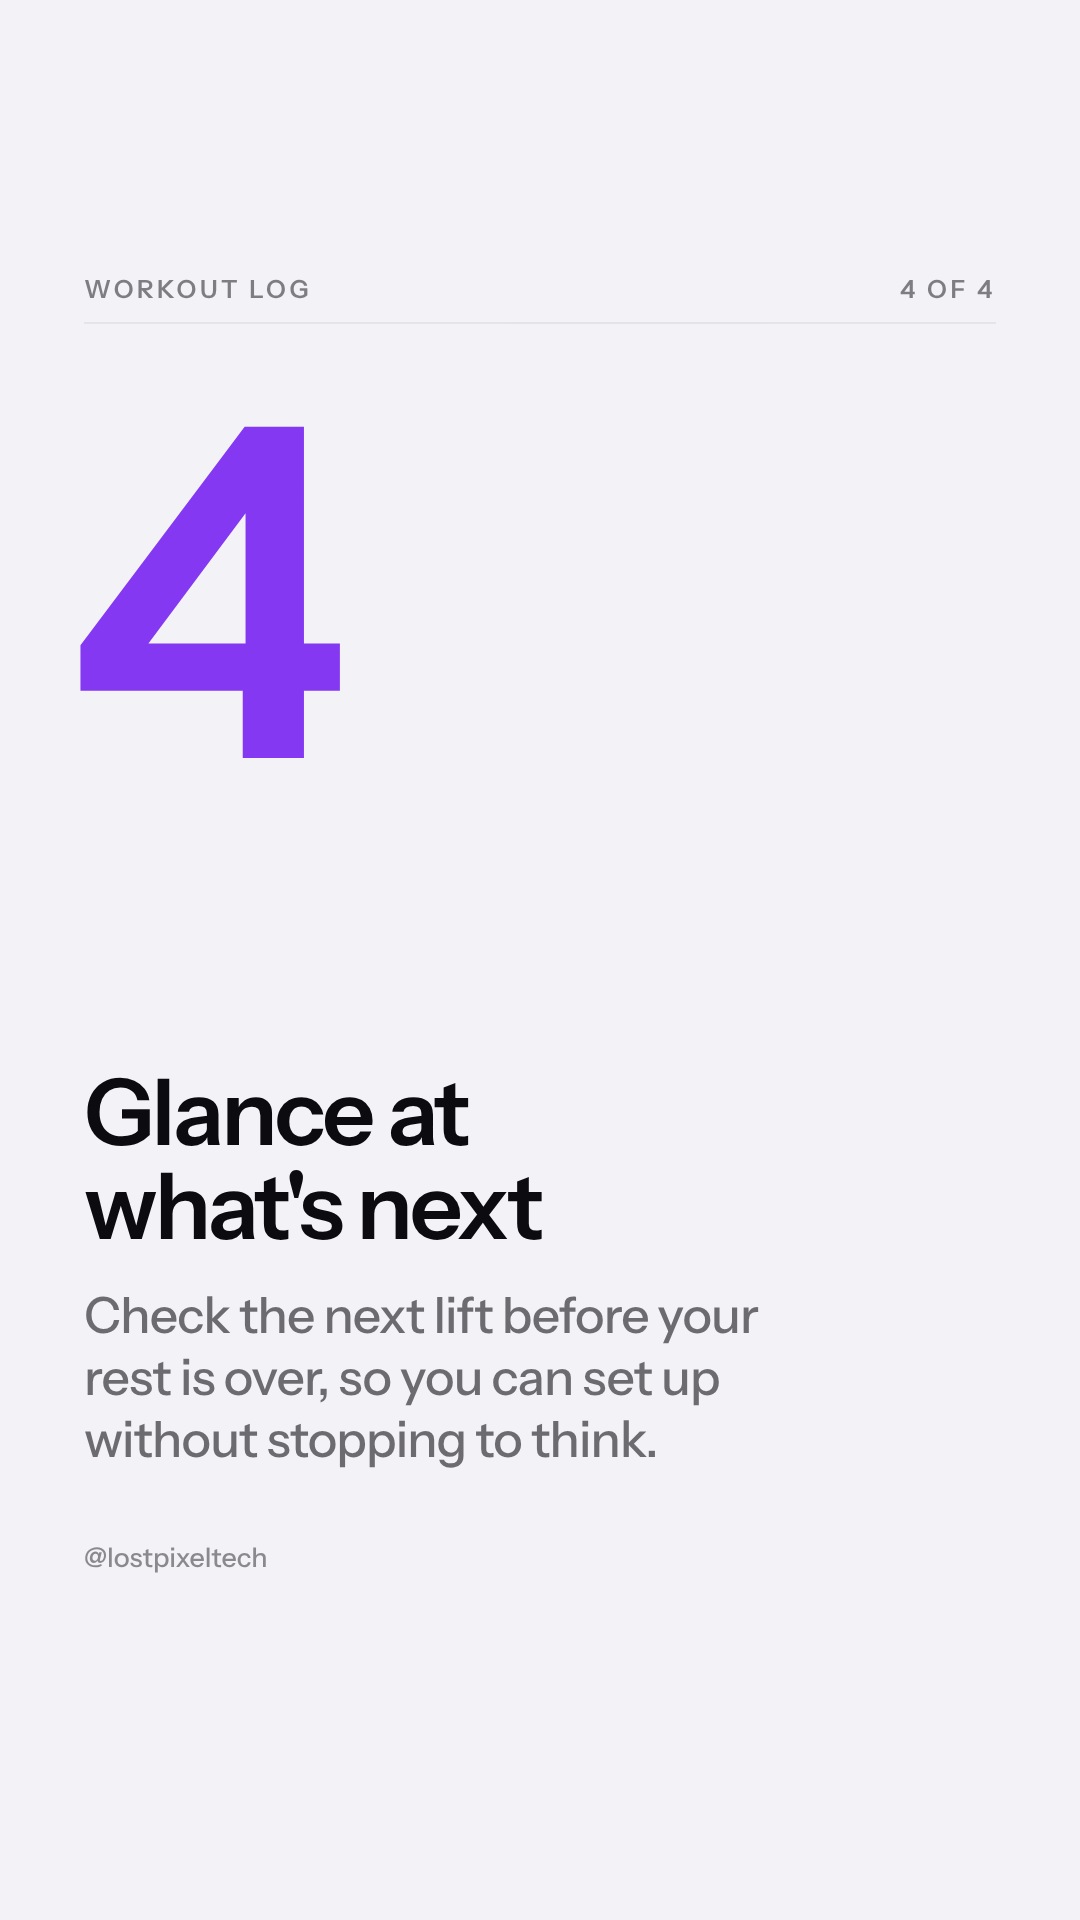 WORKOUT LOG
4 OF 4
4
Glance at
what's next
Check the next lift before your
rest is over, so you can set up
without stopping to think.
@lostpixeltech